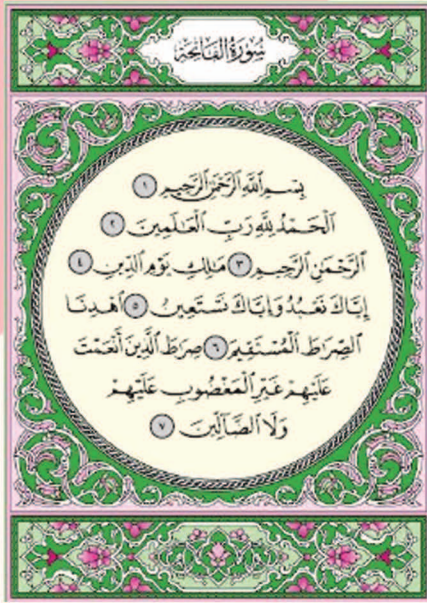 سُورَةُ الْفَاتِحَةِ
بِسْمِ ٱللَّهِ ٱلرَّحْمَٰنِ ٱلرَّحِيمِ ١
ٱلْحَمْدُ لِلَّهِ رَبِّ ٱلْعَٰلَمِينَ ٢
ٱلرَّحْمَٰنِ ٱلرَّحِيمِ ٣ مَٰلِكِ يَوْمِ ٱلدِّينِ ٤
إِيَّاكَ نَعْبُدُ وَإِيَّاكَ نَسْتَعِينُ ٥ ٱهْدِنَا
ٱلصِّرَٰطَ ٱلْمُسْتَقِيمَ ٦ صِرَٰطَ ٱلَّذِينَ أَنْعَمْتَ
عَلَيْهِمْ غَيْرِ ٱلْمَغْضُوبِ عَلَيْهِمْ
وَلَا ٱلضَّآلِّينَ ٧